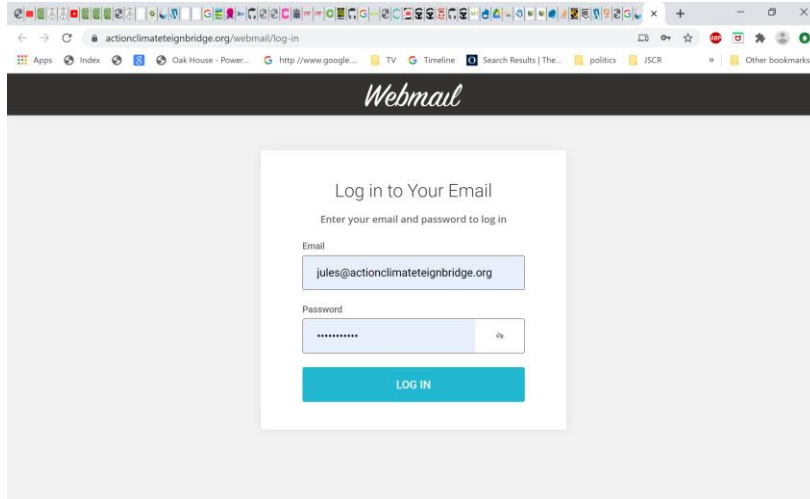 actionclimateteignbridge.org/webmail/log-in
Apps Index Oak House - Power... http://www.google.... TV Timeline Search Results | The... politics JSCR » Other bookmarks
Webmail
Log in to Your Email
Enter your email and password to log in
Email
jules@actionclimateteignbridge.org
Password
•••••••••••
LOG IN